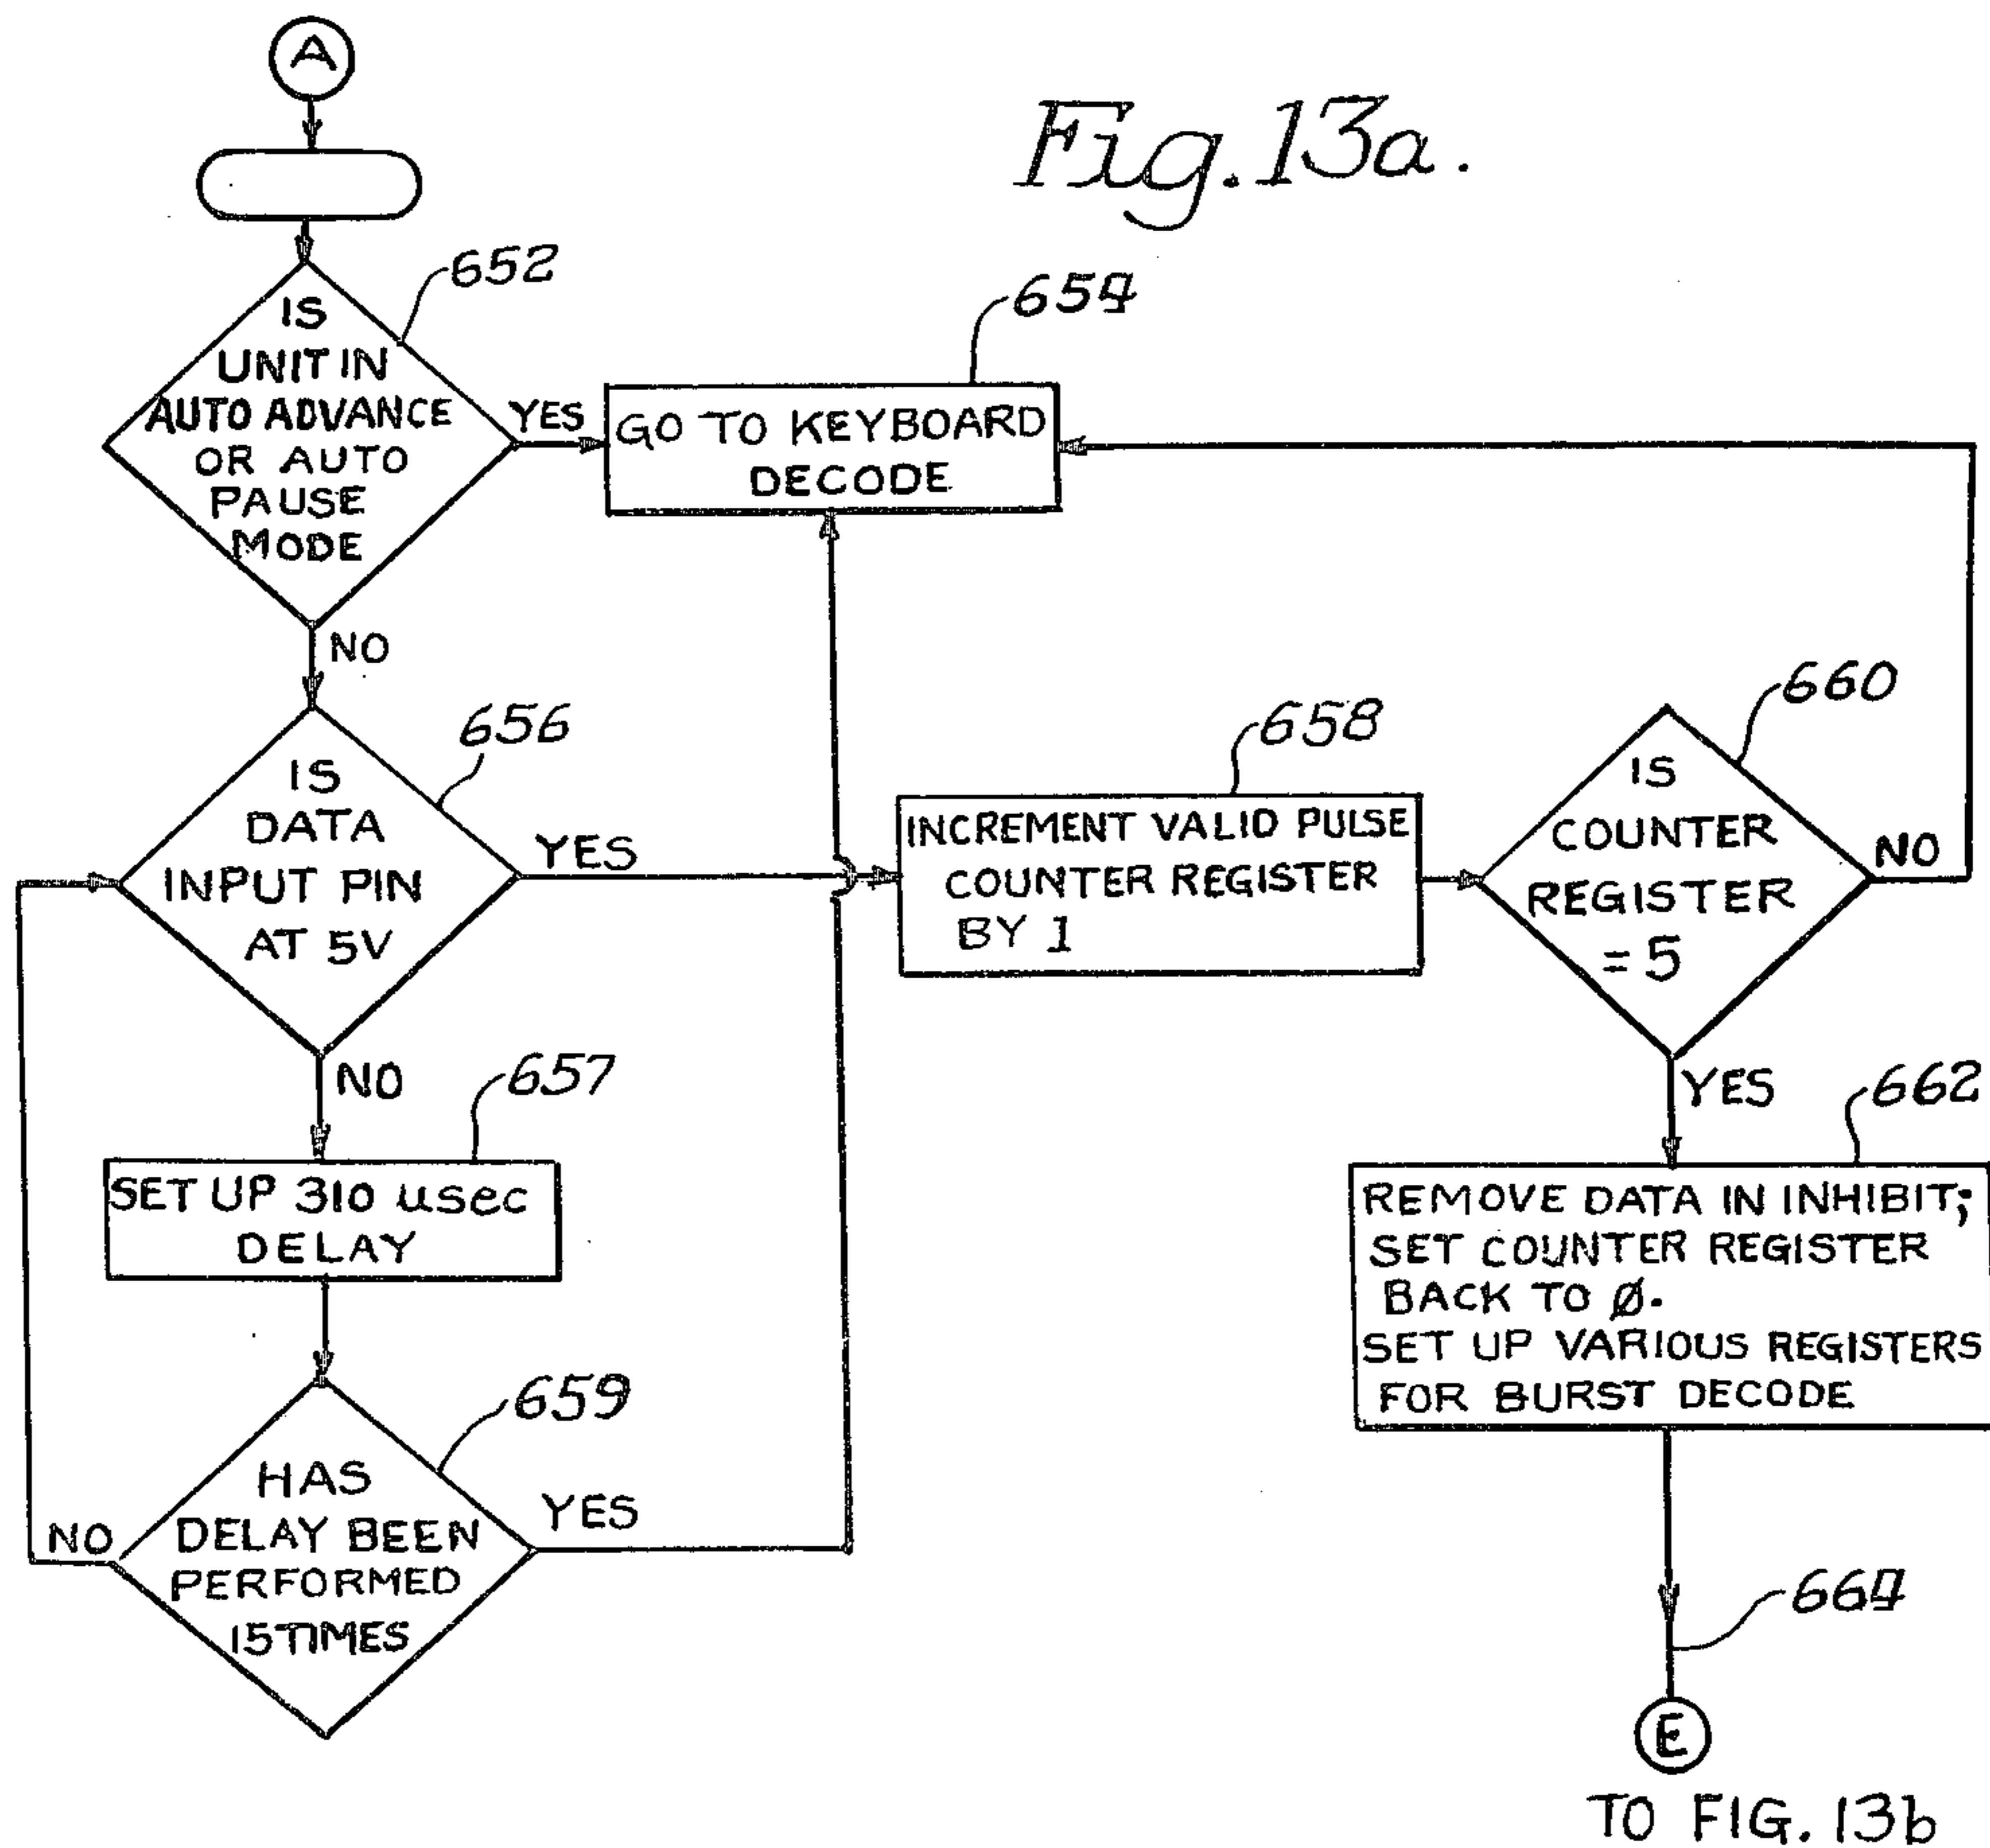 A
Fig. 13a.
652
IS
UNIT IN
AUTO ADVANCE
OR AUTO
PAUSE
MODE
YES
NO
654
GO TO KEYBOARD
DECODE
656
IS
DATA
INPUT PIN
AT 5V
YES
NO
658
INCREMENT VALID PULSE
COUNTER REGISTER
BY 1
660
IS
COUNTER
REGISTER
= 5
NO
YES
657
SET UP 310 usec
DELAY
659
HAS
DELAY BEEN
PERFORMED
15 TIMES
NO
YES
662
REMOVE DATA IN INHIBIT;
SET COUNTER REGISTER
BACK TO Ø.
SET UP VARIOUS REGISTERS
FOR BURST DECODE
664
E
TO FIG. 13b